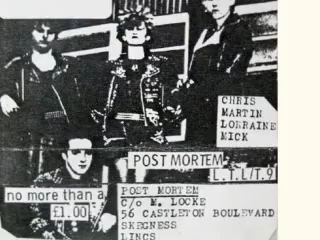 CHRIS
MARTIN
LORRAINE
MICK
POST MORTEM
L.T.L/T.9
no more than a
£1.00
POST MORTEM
C/o M. LOCKE
56 CASTLETON BOULEVARD
SKEGNESS
LINCS